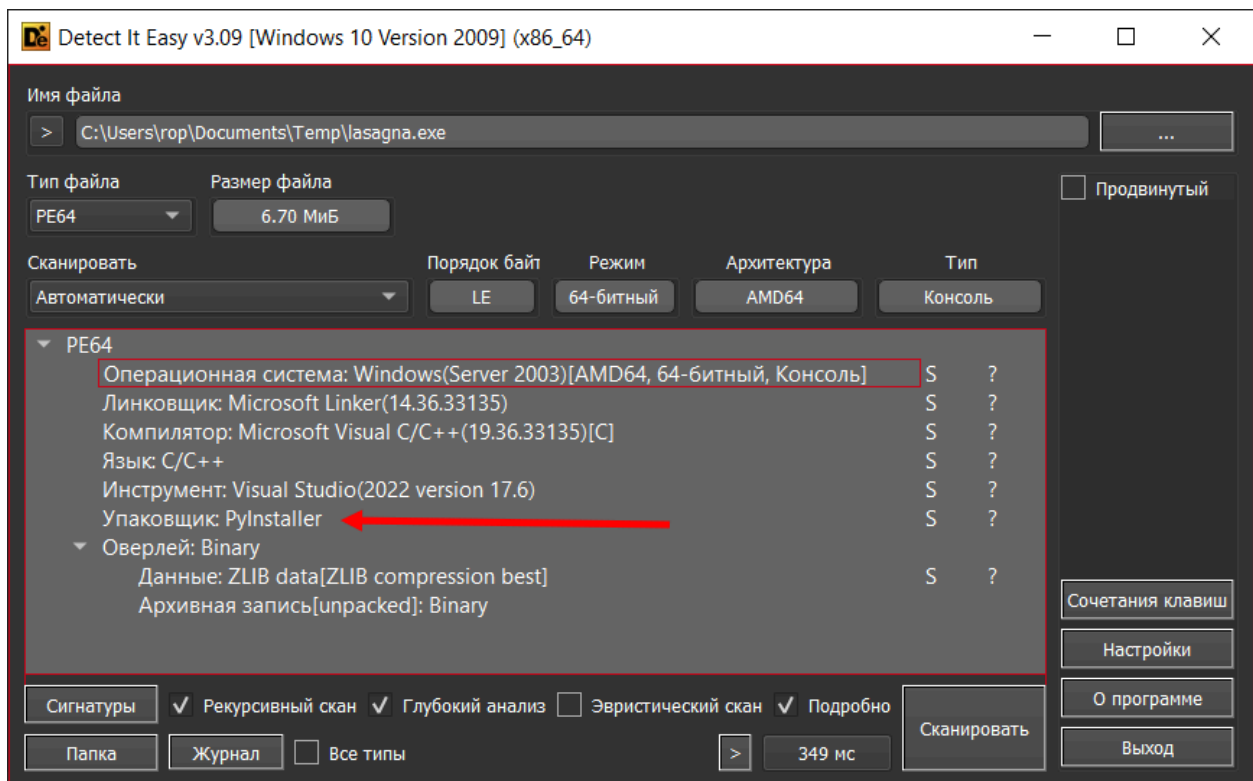 Detect It Easy v3.09 [Windows 10 Version 2009] (x86_64)
Имя файла
> C:\Users\rop\Documents\Temp\lasagna.exe ...
Тип файла Размер файла Продвинутый
PE64 6.70 МиБ
Сканировать Порядок байт Режим Архитектура Тип
Автоматически LE 64-битный AMD64 Консоль
PE64
Операционная система: Windows(Server 2003)[AMD64, 64-битный, Консоль] S ?
Линковщик: Microsoft Linker(14.36.33135) S ?
Компилятор: Microsoft Visual C/C++(19.36.33135)[C] S ?
Язык: C/C++ S ?
Инструмент: Visual Studio(2022 version 17.6) S ?
Упаковщик: PyInstaller S ?
Оверлей: Binary
Данные: ZLIB data[ZLIB compression best] S ?
Архивная запись[unpacked]: Binary
Сочетания клавиш
Настройки
Сигнатуры Рекурсивный скан Глубокий анализ Эвристический скан Подробно Сканировать О программе
Папка Журнал Все типы > 349 мс Выход